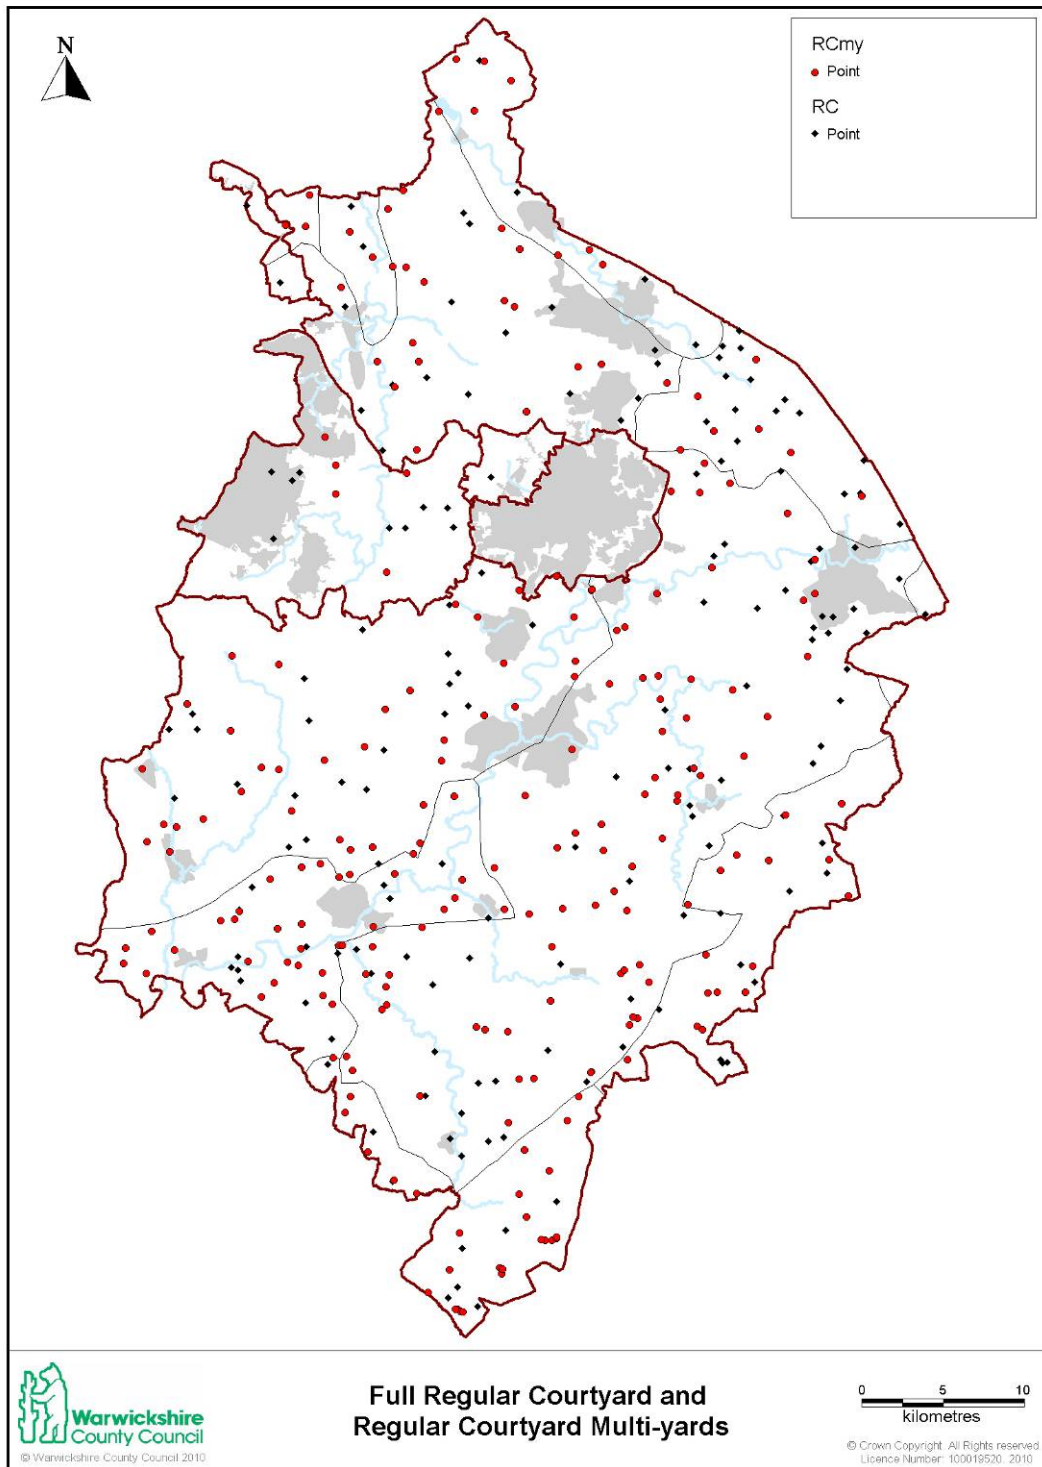 N
RCmy
Point
RC
Point
Warwickshire
County Council
© Warwickshire County Council 2010
Full Regular Courtyard and
Regular Courtyard Multi-yards
0 5 10
kilometres
© Crown Copyright. All Rights reserved
Licence Number: 100019520. 2010